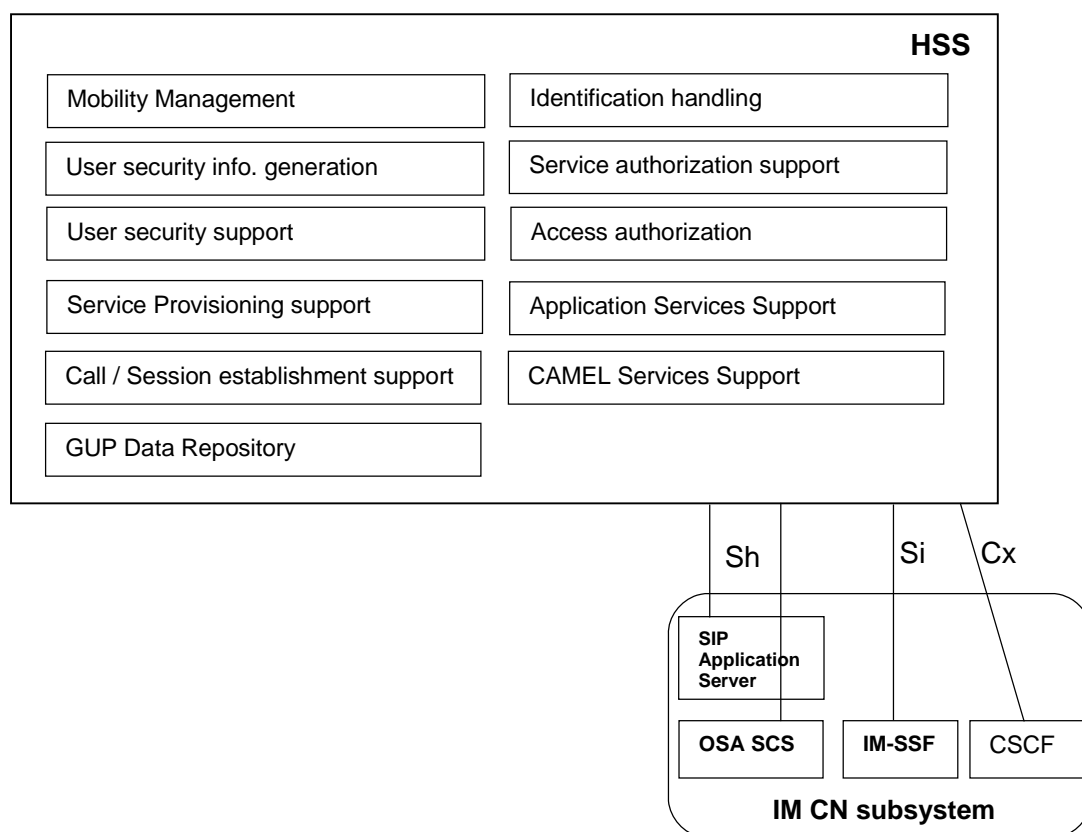 HSS
Mobility Management
Identification handling
User security info. generation
Service authorization support
User security support
Access authorization
Service Provisioning support
Application Services Support
Call / Session establishment support
CAMEL Services Support
GUP Data Repository
Sh
Si
Cx
SIP
Application
Server
OSA SCS
IM-SSF
CSCF
IM CN subsystem